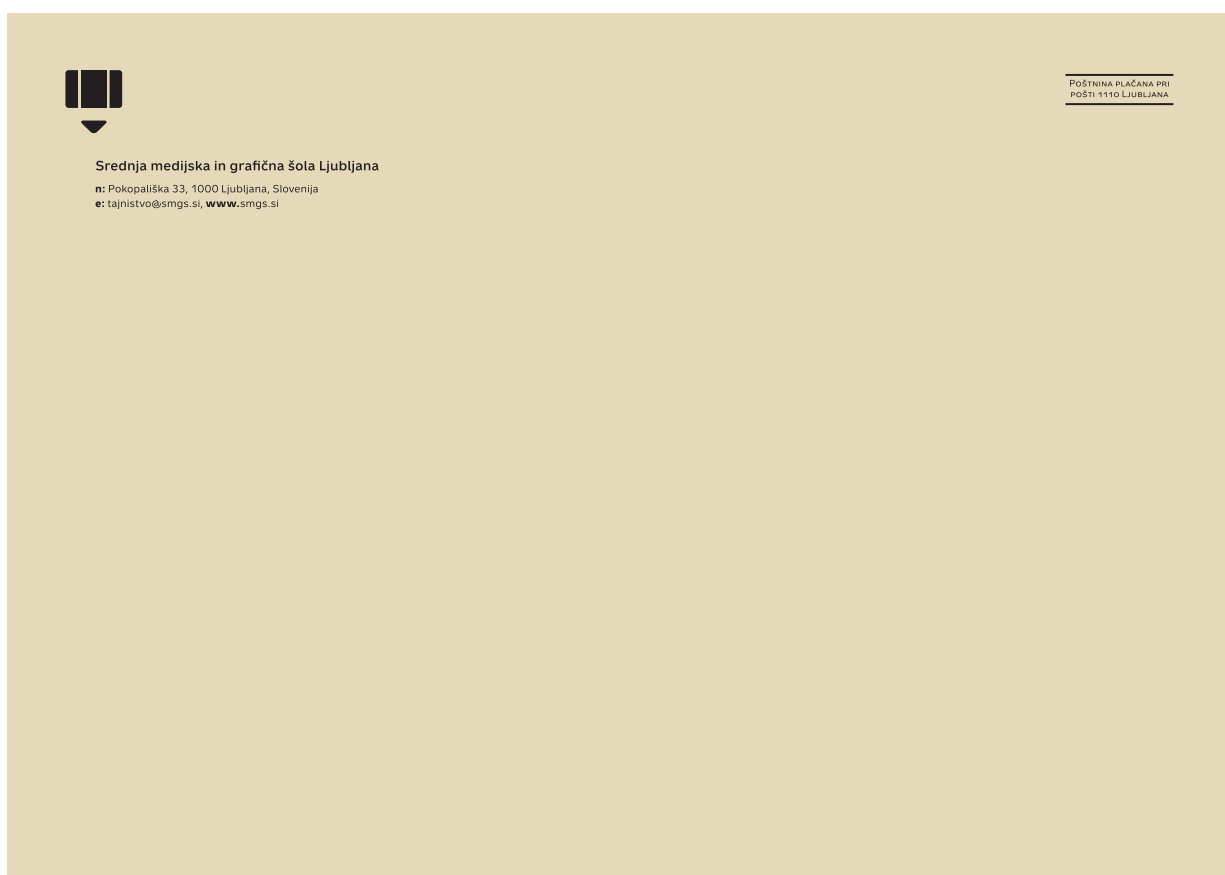 Poštnina plačana pri
pošti 1110 Ljubljana
Srednja medijska in grafična šola Ljubljana
n: Pokopališka 33, 1000 Ljubljana, Slovenija
e: tajnistvo@smgs.si, www.smgs.si